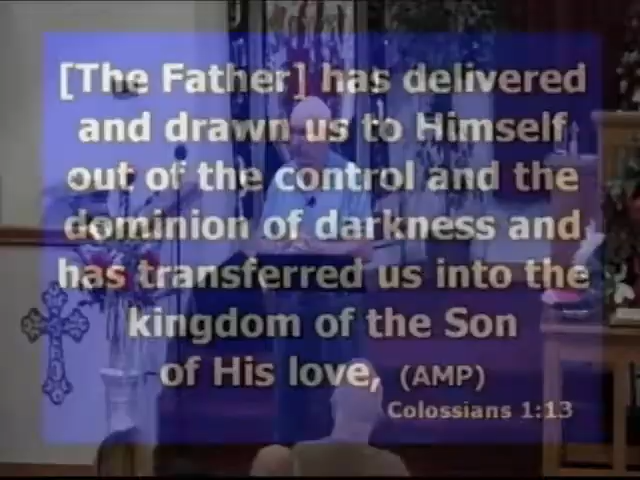 [The Father] has delivered
and drawn us to Himself
out of the control and the
dominion of darkness and
has transferred us into the
kingdom of the Son
of His love, (AMP)
Colossians 1:13